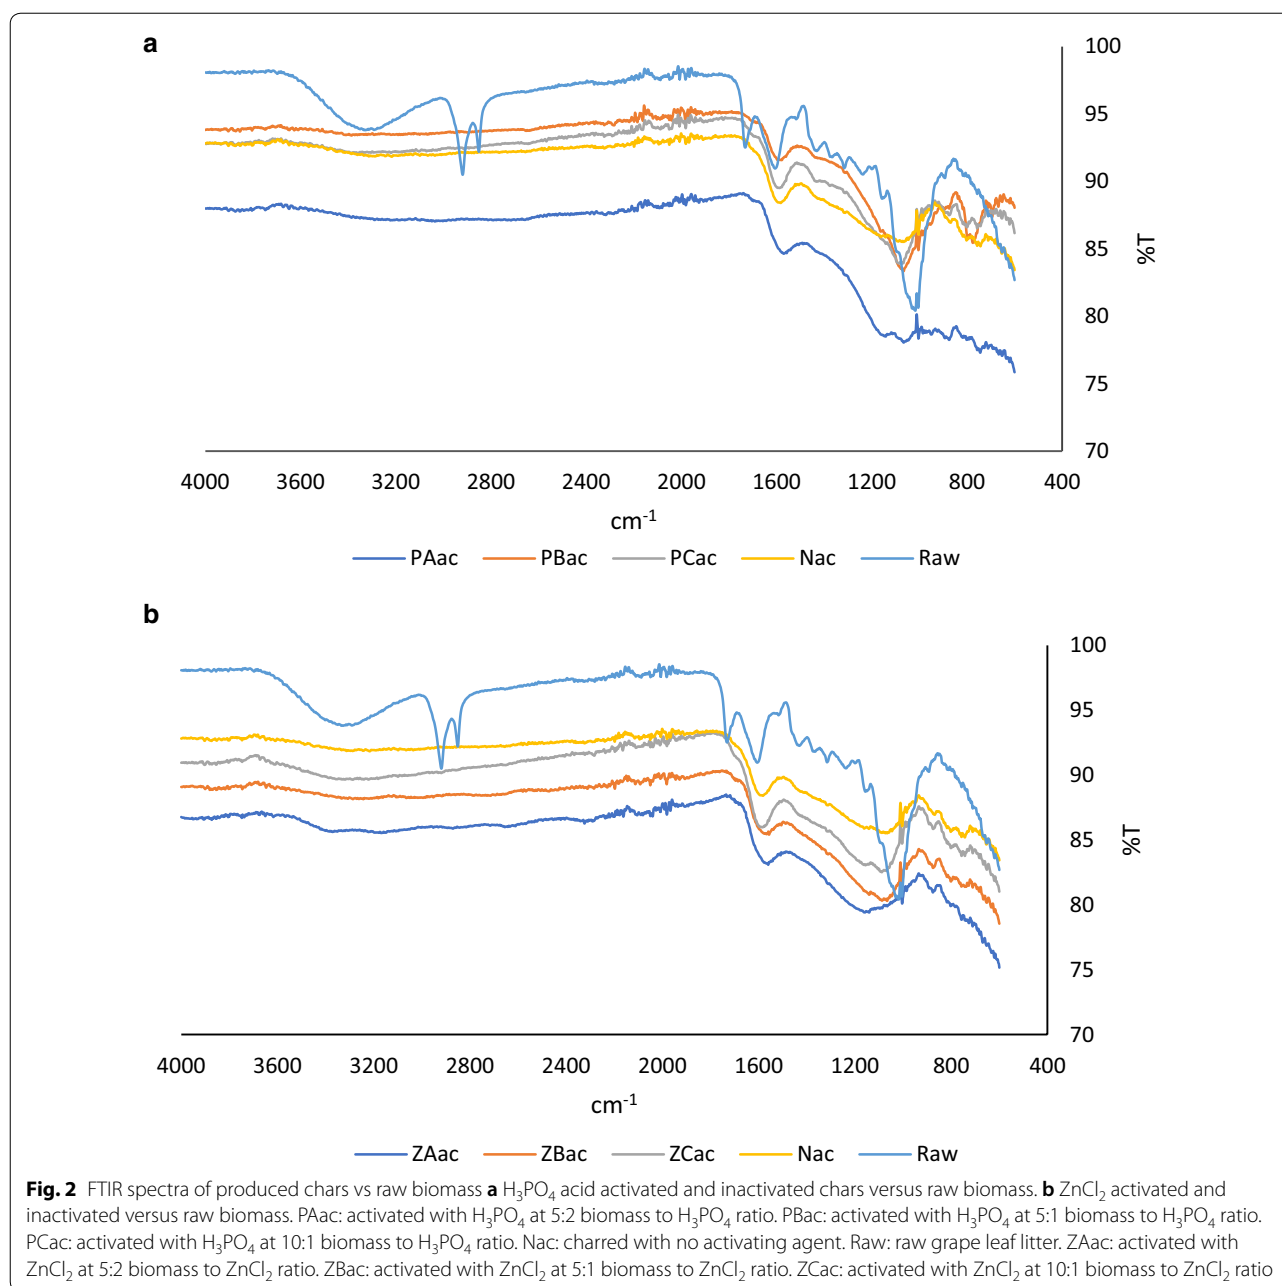 a
100
95
90
85
80
75
70
%T
4000 3600 3200 2800 2400 2000 1600 1200 800 400
cm⁻¹
PAac PBac PCac Nac Raw
b
100
95
90
85
80
75
70
%T
4000 3600 3200 2800 2400 2000 1600 1200 800 400
cm⁻¹
ZAac ZBac ZCac Nac Raw
Fig. 2 FTIR spectra of produced chars vs raw biomass a H₃PO₄ acid activated and inactivated chars versus raw biomass. b ZnCl₂ activated and
inactivated versus raw biomass. PAac: activated with H₃PO₄ at 5:2 biomass to H₃PO₄ ratio. PBac: activated with H₃PO₄ at 5:1 biomass to H₃PO₄ ratio.
PCac: activated with H₃PO₄ at 10:1 biomass to H₃PO₄ ratio. Nac: charred with no activating agent. Raw: raw grape leaf litter. ZAac: activated with
ZnCl₂ at 5:2 biomass to ZnCl₂ ratio. ZBac: activated with ZnCl₂ at 5:1 biomass to ZnCl₂ ratio. ZCac: activated with ZnCl₂ at 10:1 biomass to ZnCl₂ ratio